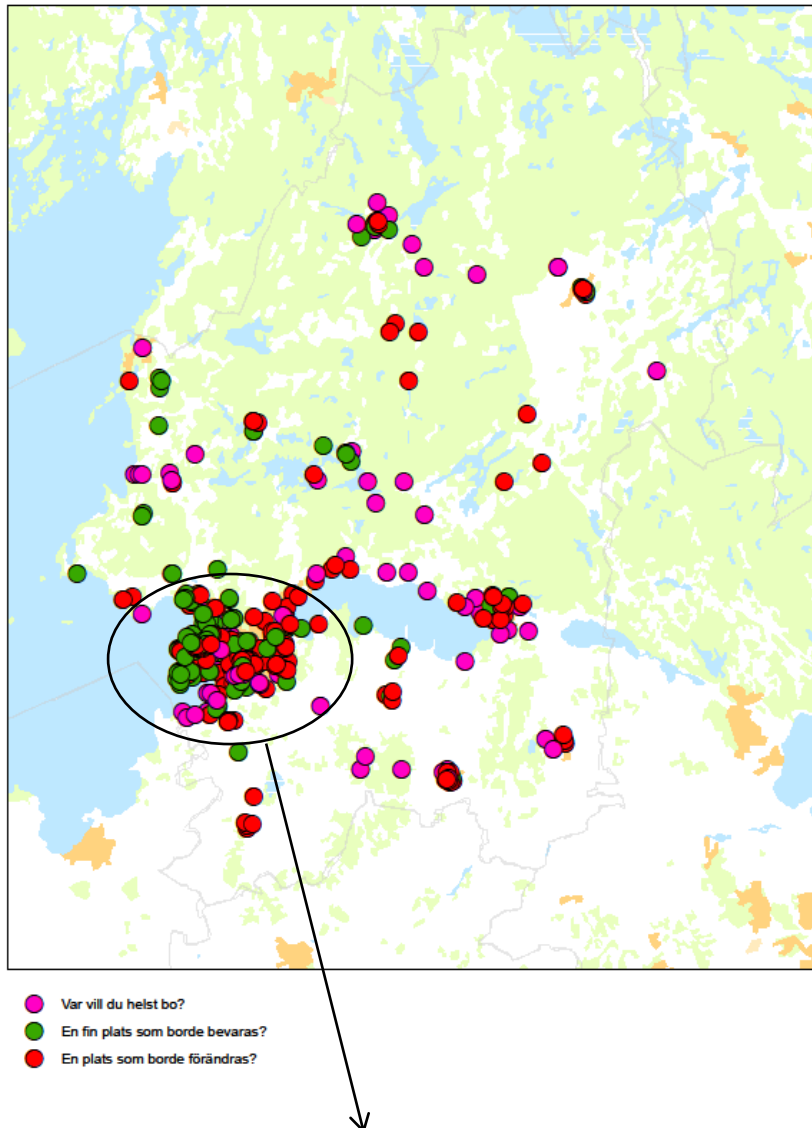 Var vill du helst bo?
En fin plats som borde bevaras?
En plats som borde förändras?